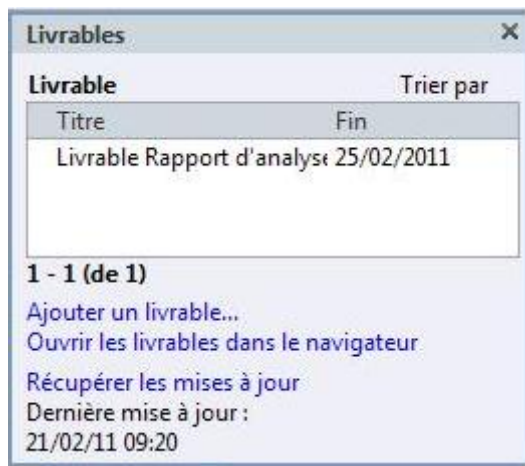 Livrables
Livrable Trier par
Titre Fin
Livrable Rapport d'analyse 25/02/2011
1 - 1 (de 1)
Ajouter un livrable...
Ouvrir les livrables dans le navigateur
Récupérer les mises à jour
Dernière mise à jour :
21/02/11 09:20